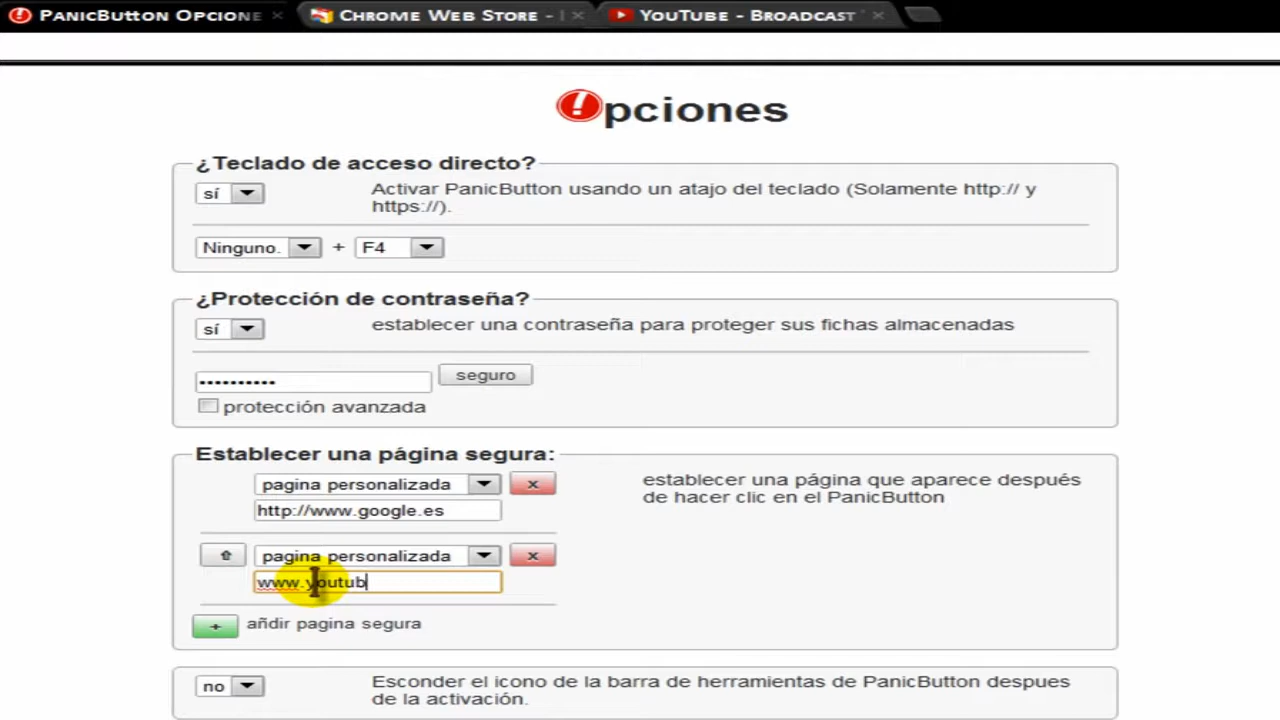 PanicButton Opcione
Chrome Web Store -
YouTube - Broadcast
Opciones
¿Teclado de acceso directo?
sí
Activar PanicButton usando un atajo del teclado (Solamente http:// y
https://).
Ninguno. + F4
¿Protección de contraseña?
sí
establecer una contraseña para proteger sus fichas almacenadas
•••••••••• seguro
protección avanzada
Establecer una página segura:
pagina personalizada x
http://www.google.es
establecer una página que aparece después
de hacer clic en el PanicButton
pagina personalizada x
www.youtub
+ añdir pagina segura
no
Esconder el icono de la barra de herramientas de PanicButton despues
de la activación.